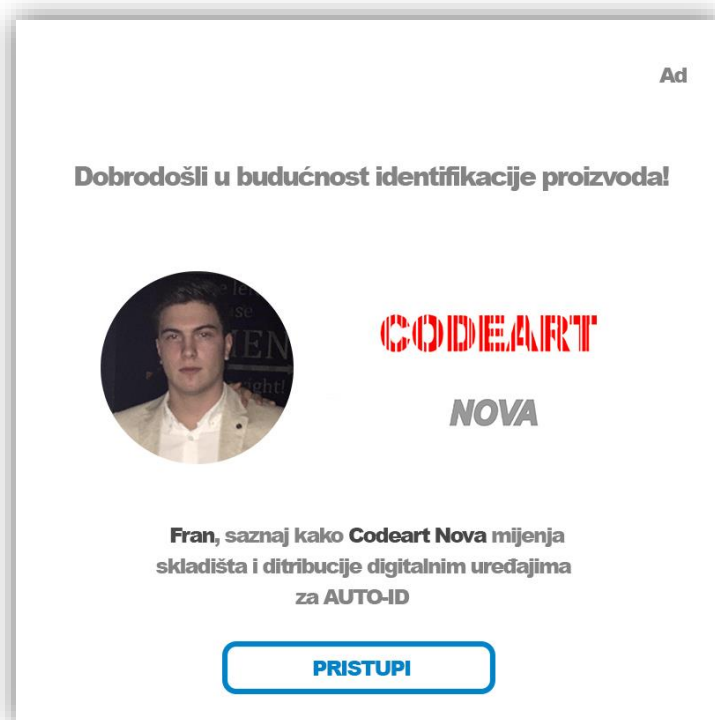 Ad
Dobrodošli u budućnost identifikacije proizvoda!
CODEART
NOVA
Fran, saznaj kako Codeart Nova mijenja
skladišta i ditribucije digitalnim uređajima
za AUTO-ID
PRISTUPI